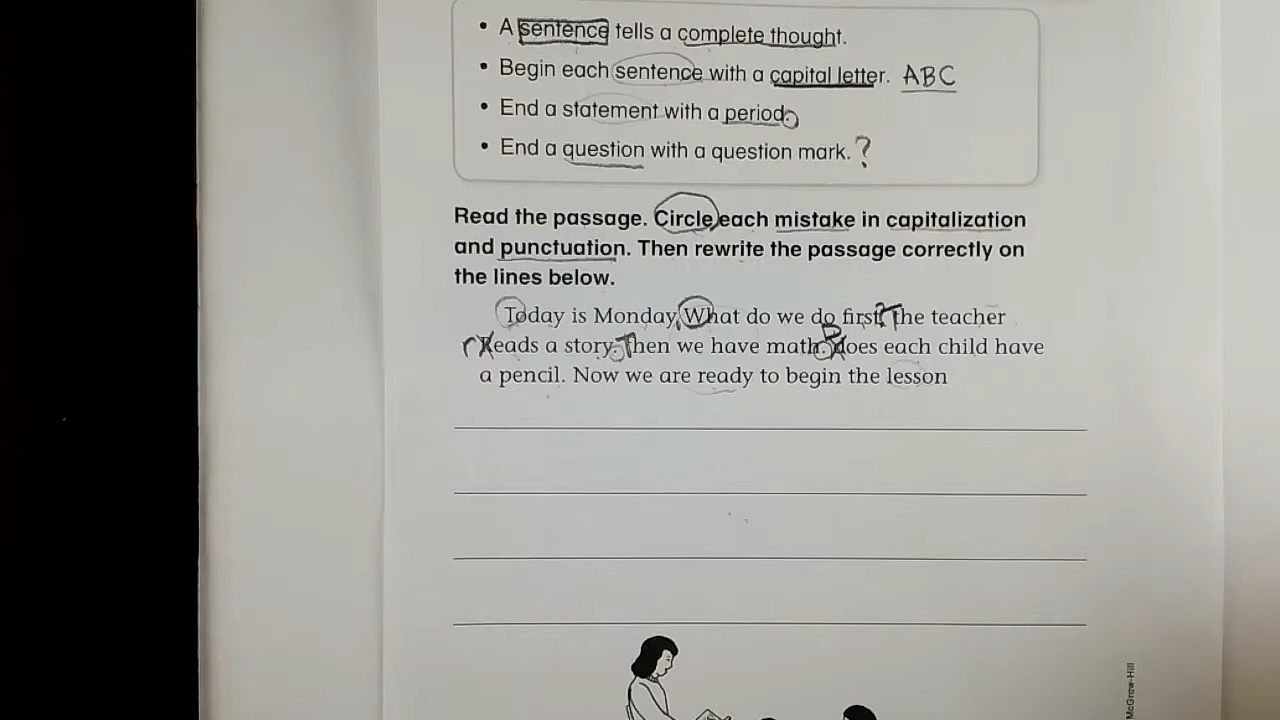 • A sentence tells a complete thought.
• Begin each sentence with a capital letter. ABC
• End a statement with a period.
• End a question with a question mark. ?
Read the passage. Circle each mistake in capitalization
and punctuation. Then rewrite the passage correctly on
the lines below.
Today is Monday. What do we do first? The teacher
r Reads a story. Then we have math. D does each child have
a pencil. Now we are ready to begin the lesson
McGraw-Hill